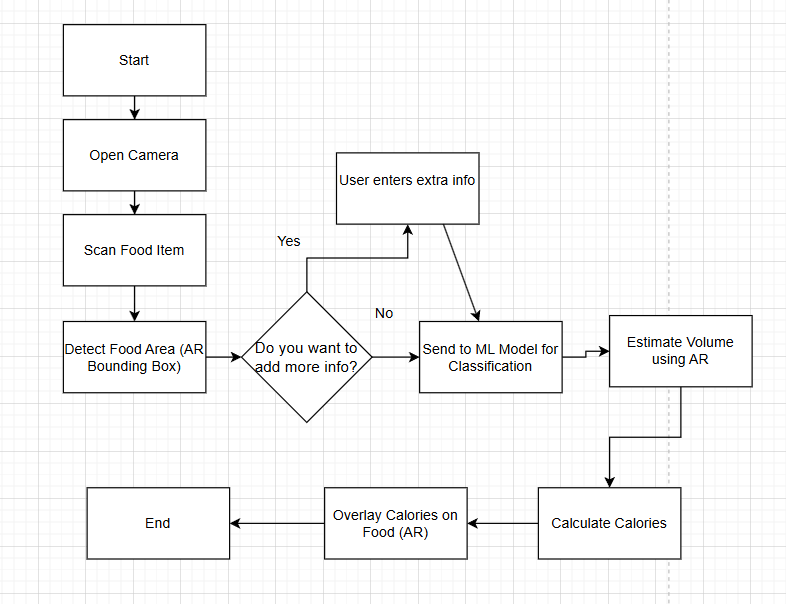 Start
Open Camera
Scan Food Item
Detect Food Area (AR
Bounding Box)
Do you want to
add more info?
Yes
User enters extra info
No
Send to ML Model for
Classification
Estimate Volume
using AR
Calculate Calories
Overlay Calories on
Food (AR)
End